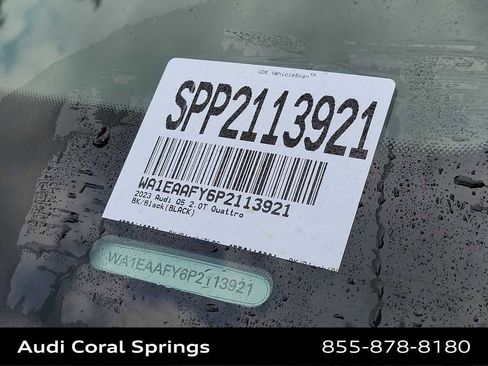 CDK VehicleScan™
SPP2113921
WA1EAAFY6P2113921
2023 Audi Q5 2.0T Quattro
BK/Black(BLACK)
WA1EAAFY6P2113921
Audi Coral Springs
855-878-8180